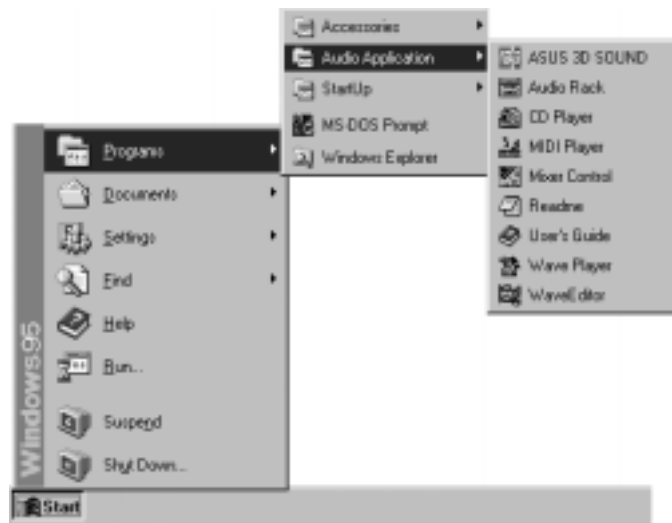 Accessories
Audio Application
StartUp
MS-DOS Prompt
Windows Explorer
ASUS 3D SOUND
Audio Rack
CD Player
MIDI Player
Mixer Control
Readme
User's Guide
Wave Player
WaveEditor
Programs
Documents
Settings
Find
Help
Run...
Suspend
Shut Down...
Windows95
Start